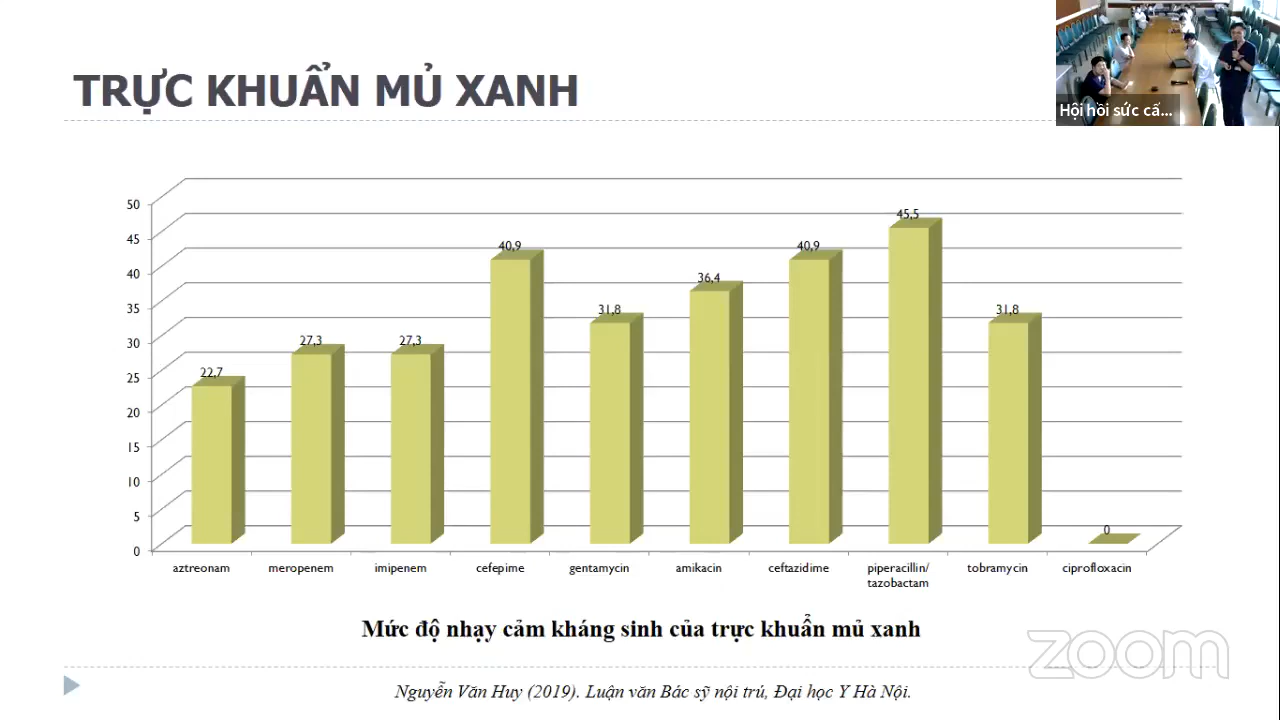 TRỰC KHUẨN MỦ XANH
Hội hồi sức cấ...
50
45
40
35
30
25
20
15
10
5
0
22,7
27,3
27,3
40,9
31,8
36,4
40,9
45,5
31,8
0
aztreonam
meropenem
imipenem
cefepime
gentamycin
amikacin
ceftazidime
piperacillin/
tazobactam
tobramycin
ciprofloxacin
Mức độ nhạy cảm kháng sinh của trực khuẩn mủ xanh
zoom
Nguyễn Văn Huy (2019). Luận văn Bác sỹ nội trú, Đại học Y Hà Nội.